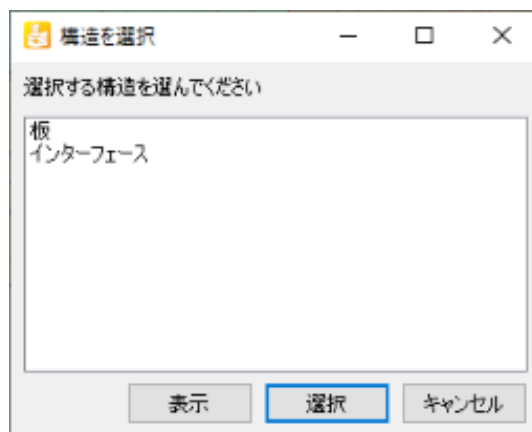 構造を選択
選択する構造を選んでください
板
インターフェース
表示
選択
キャンセル